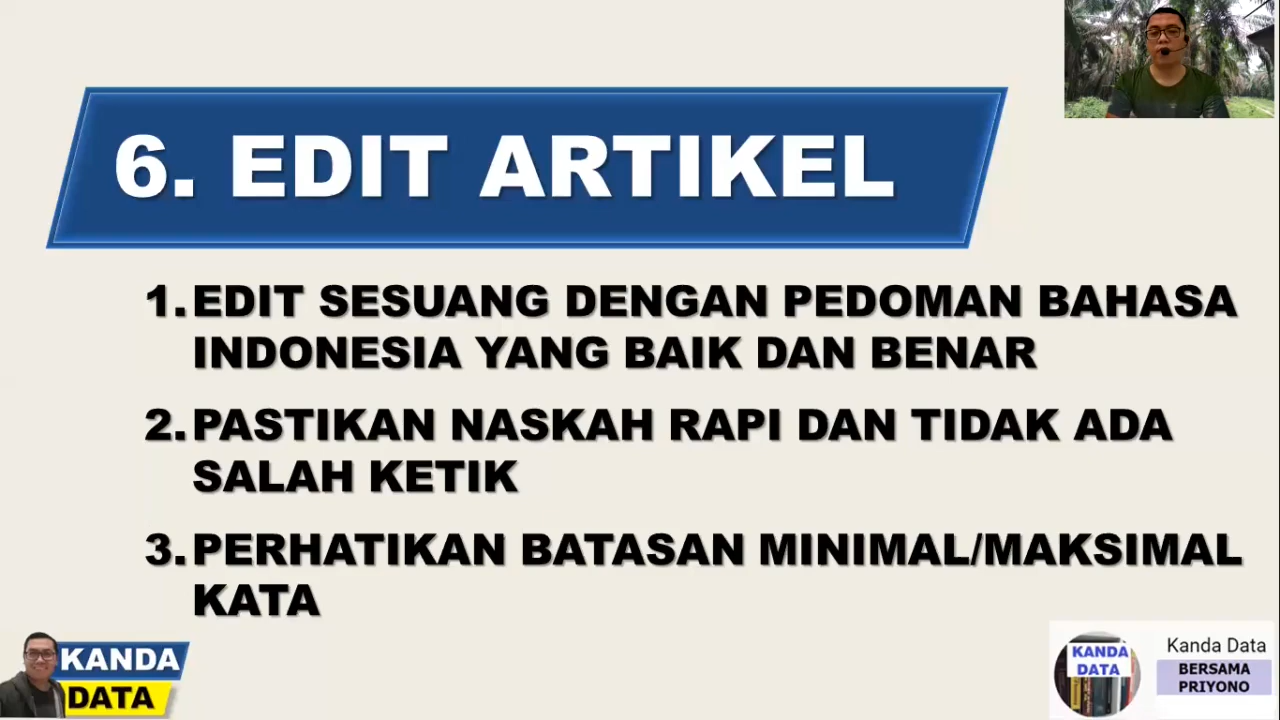 6. EDIT ARTIKEL
1. EDIT SESUANG DENGAN PEDOMAN BAHASA
INDONESIA YANG BAIK DAN BENAR
2. PASTIKAN NASKAH RAPI DAN TIDAK ADA
SALAH KETIK
3. PERHATIKAN BATASAN MINIMAL/MAKSIMAL
KATA
KANDA
DATA
KANDA
DATA
Kanda Data
BERSAMA
PRIYONO